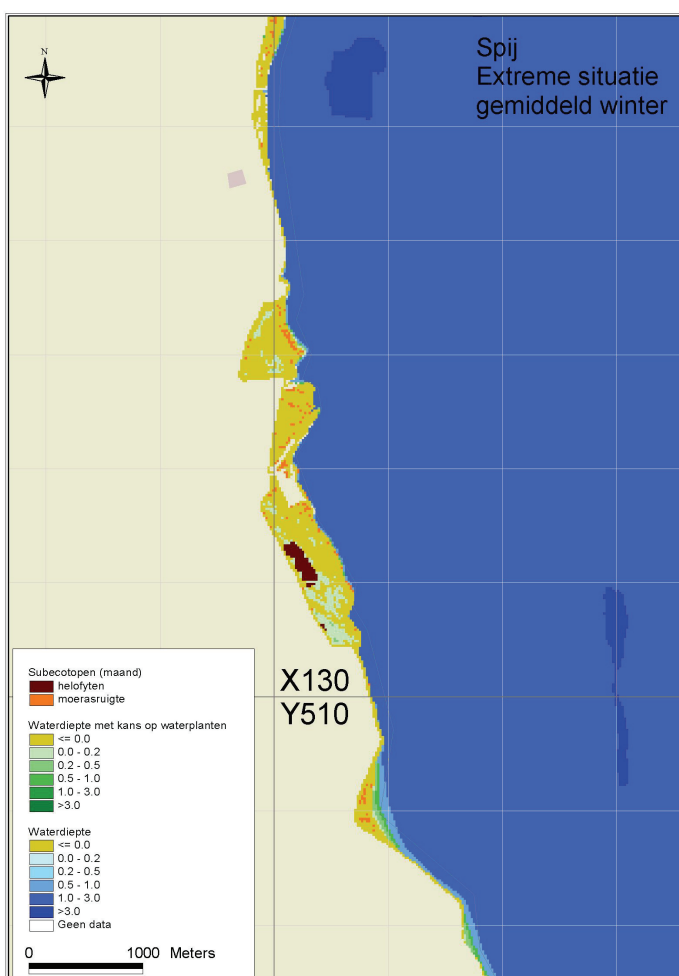 N
Spij
Extreme situatie
gemiddeld winter
X130
Y510
Subecotopen (maand)
helofyten
moerasruigte
Waterdiepte met kans op waterplanten
<= 0.0
0.0 - 0.2
0.2 - 0.5
0.5 - 1.0
1.0 - 3.0
>3.0
Waterdiepte
<= 0.0
0.0 - 0.2
0.2 - 0.5
0.5 - 1.0
1.0 - 3.0
>3.0
Geen data
0 1000 Meters